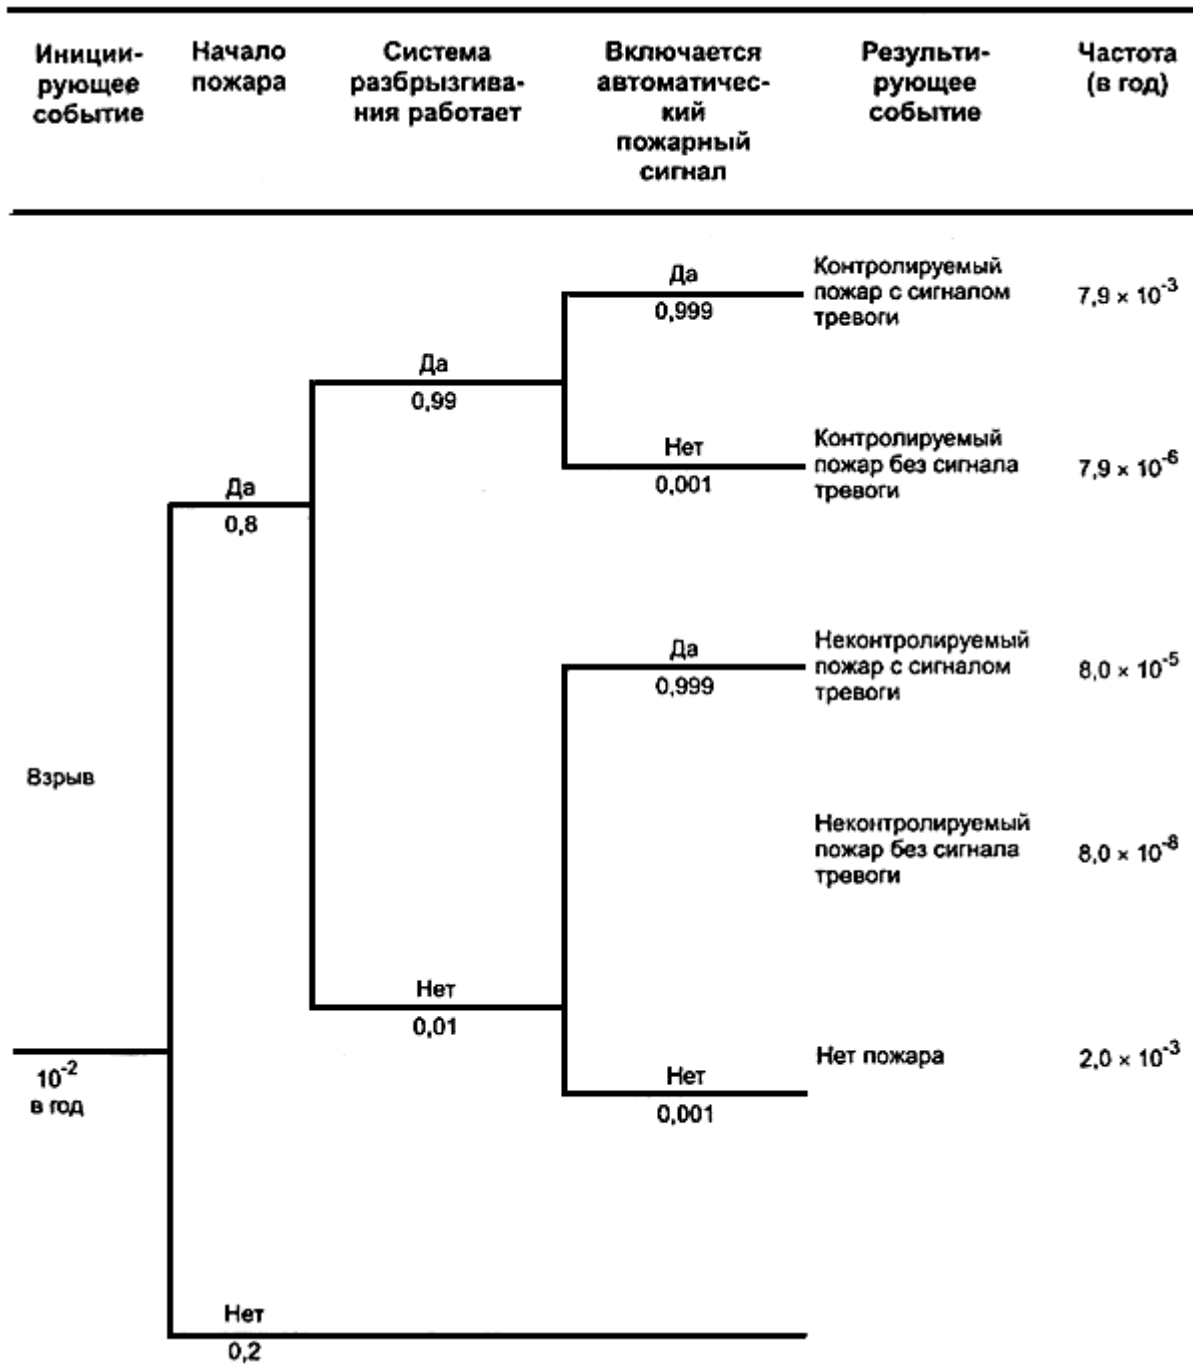 Иниции-
рующее
событие
Начало
пожара
Система
разбрызгива-
ния работает
Включается
автоматичес-
кий
пожарный
сигнал
Результи-
рующее
событие
Частота
(в год)
Да
0,999
Контролируемый
пожар с сигналом
тревоги
7,9 × 10⁻³
Да
0,99
Нет
0,001
Контролируемый
пожар без сигнала
тревоги
7,9 × 10⁻⁶
Да
0,8
Да
0,999
Неконтролируемый
пожар с сигналом
тревоги
8,0 × 10⁻⁵
Взрыв
Неконтролируемый
пожар без сигнала
тревоги
8,0 × 10⁻⁸
Нет
0,01
10⁻²
в год
Нет
0,001
Нет пожара
2,0 × 10⁻³
Нет
0,2